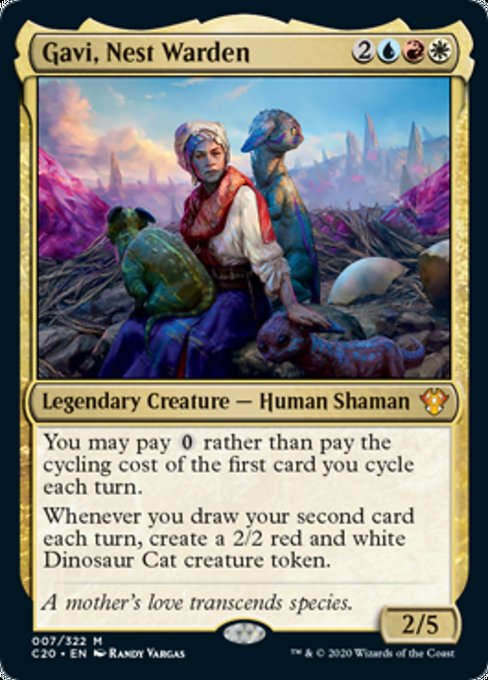 Gavi, Nest Warden 2
Legendary Creature — Human Shaman
You may pay 0 rather than pay the
cycling cost of the first card you cycle
each turn.
Whenever you draw your second card
each turn, create a 2/2 red and white
Dinosaur Cat creature token.
A mother's love transcends species.
2/5
007/322 M
C20 • EN Randy Vargas
™ & © 2020 Wizards of the Coast